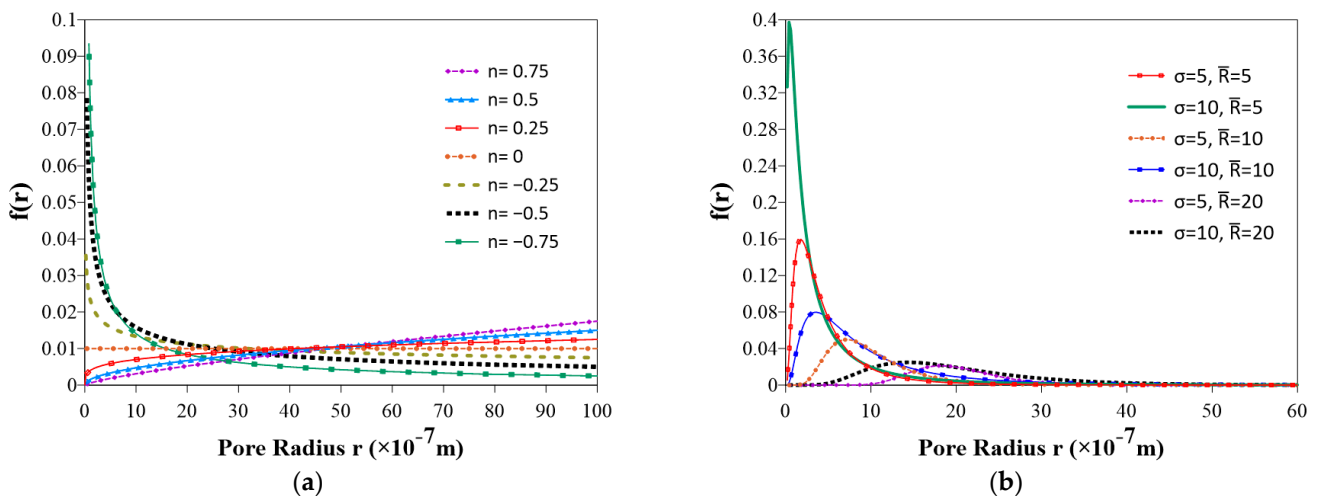 0.1
0.09
0.08
0.07
0.06
0.05
0.04
0.03
0.02
0.01
0
f(r)
0 10 20 30 40 50 60 70 80 90 100
Pore Radius r (×10⁻⁷m)
n= 0.75
n= 0.5
n= 0.25
n= 0
n= −0.25
n= −0.5
n= −0.75
(a)
0.4
0.36
0.32
0.28
0.24
0.2
0.16
0.12
0.08
0.04
0
f(r)
0 10 20 30 40 50 60
Pore Radius r (×10⁻⁷m)
σ=5, R̅=5
σ=10, R̅=5
σ=5, R̅=10
σ=10, R̅=10
σ=5, R̅=20
σ=10, R̅=20
(b)